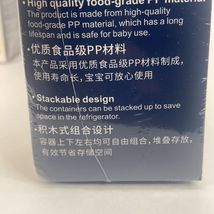 • High quality food-grade PP material
The product is made from high-quality
food-grade PP material, which has a long
lifespan and is safe for baby use.
• 优质食品级PP材料
本产品采用优质食品级PP材料制成，
使用寿命长，宝宝可放心使用
• Stackable design
The containers can be stacked up to save
space in the refrigerator.
• 积木式组合设计
容器上下左右均可自由组合，堆叠存放，
有效节省存储空间